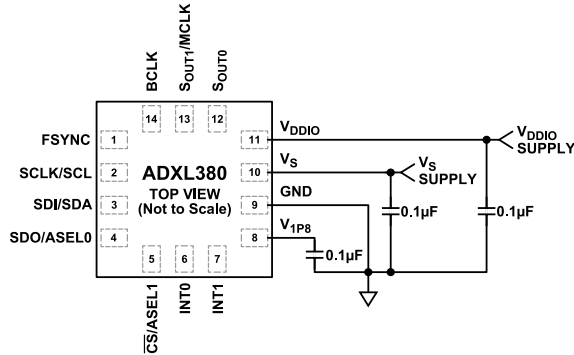 BCLK
SOUT1/MCLK
SOUT0
14
13
12
FSYNC
1
SCLK/SCL
2
SDI/SDA
3
SDO/ASEL0
4
ADXL380
TOP VIEW
(Not to Scale)
11
VDDIO
10
VS
9
GND
8
V1P8
5
6
7
CS/ASEL1
INT0
INT1
VDDIO
SUPPLY
VS
SUPPLY
0.1µF
0.1µF
0.1µF